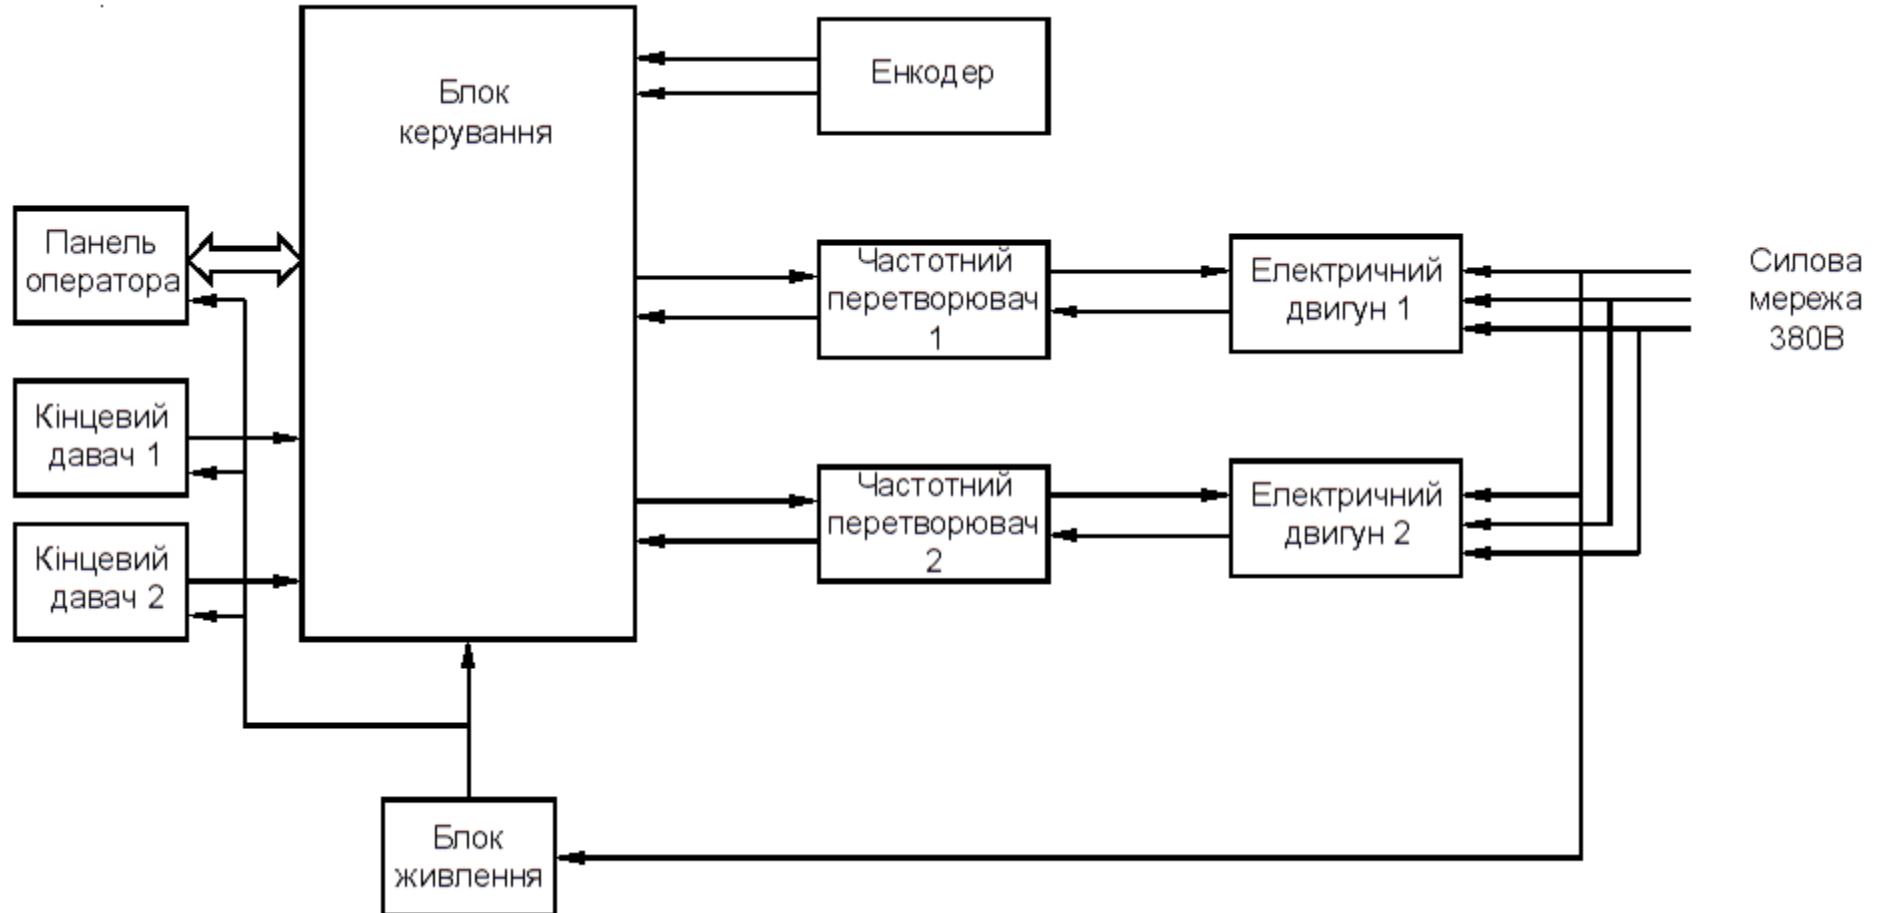 Блок
керування
Енкодер
Панель
оператора
Частотний
перетворювач
1
Електричний
двигун 1
Силова
мережа
380В
Кінцевий
давач 1
Частотний
перетворювач
2
Електричний
двигун 2
Кінцевий
давач 2
Блок
живлення